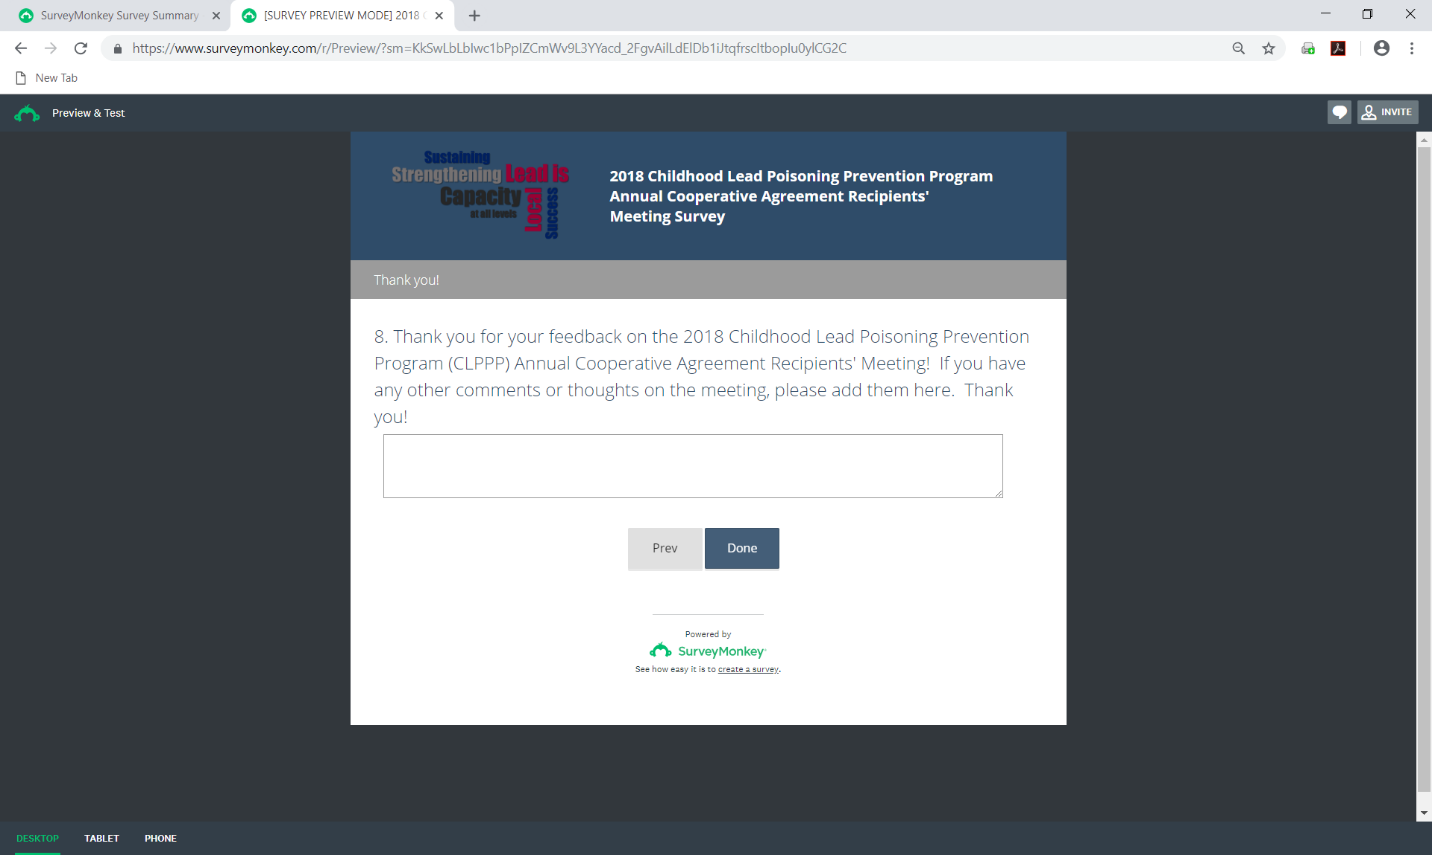 SurveyMonkey Survey Summary
[SURVEY PREVIEW MODE] 2018
https://www.surveymonkey.com/r/Preview/?sm=
New Tab
Preview & Test
INVITE
Sustaining
Strengthening Lead Is
Capacity
at all levels
Local
Success
2018 Childhood Lead Poisoning Prevention Program
Annual Cooperative Agreement Recipients'
Meeting Survey
Thank you!
8. Thank you for your feedback on the 2018 Childhood Lead Poisoning Prevention
Program (CLPPP) Annual Cooperative Agreement Recipients' Meeting!  If you have
any other comments or thoughts on the meeting, please add them here.  Thank
you!
Prev
Done
Powered by
SurveyMonkey
See how easy it is to create a survey.
DESKTOP
TABLET
PHONE